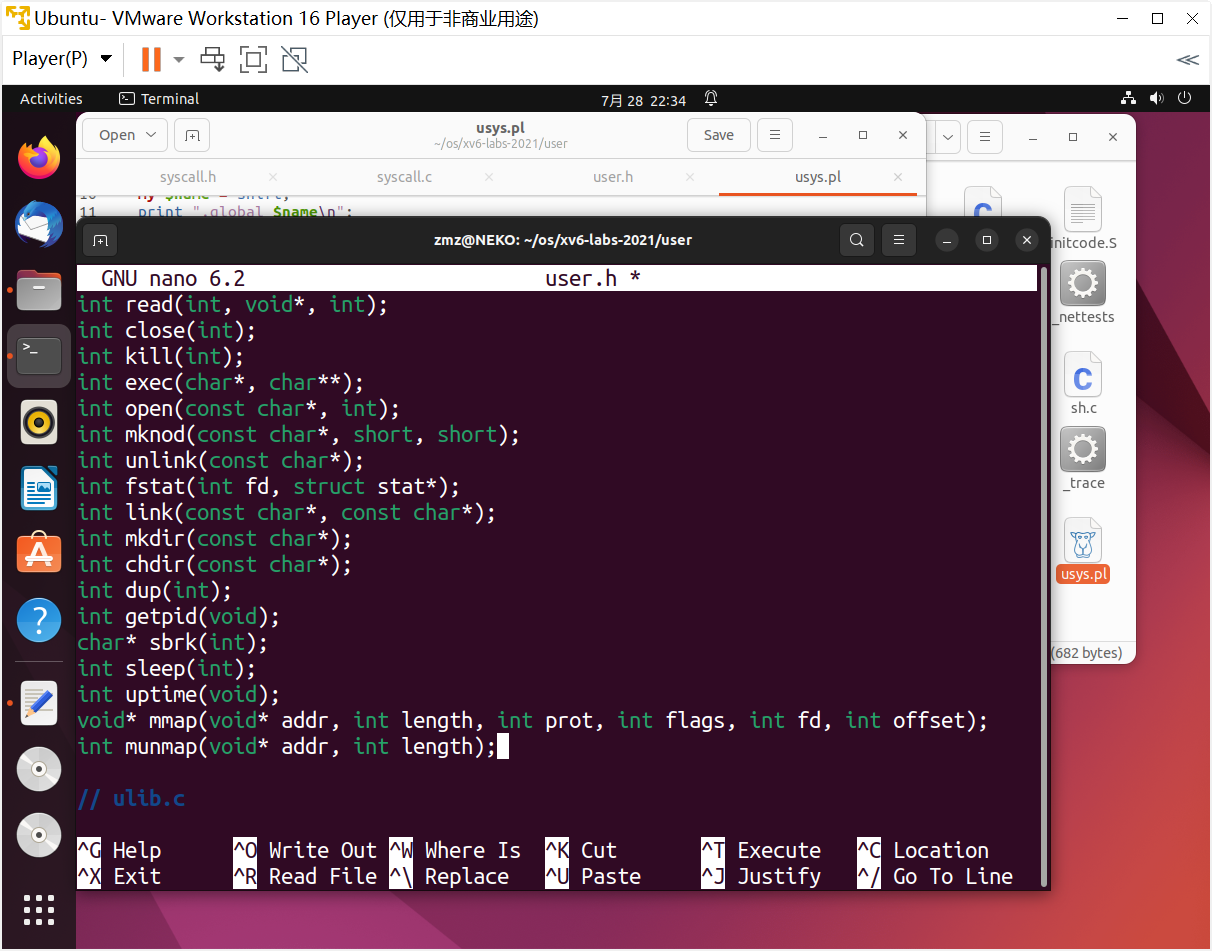 Ubuntu- VMware Workstation 16 Player (仅用于非商业用途)
Player(P)
Activities
Terminal
7月 28 22:34
Open
usys.pl
~/os/xv6-labs-2021/user
Save
syscall.h
syscall.c
user.h
usys.pl
11 print ".global $name\n";
zmz@NEKO: ~/os/xv6-labs-2021/user
GNU nano 6.2 user.h *
int read(int, void*, int);
int close(int);
int kill(int);
int exec(char*, char**);
int open(const char*, int);
int mknod(const char*, short, short);
int unlink(const char*);
int fstat(int fd, struct stat*);
int link(const char*, const char*);
int mkdir(const char*);
int chdir(const char*);
int dup(int);
int getpid(void);
char* sbrk(int);
int sleep(int);
int uptime(void);
void* mmap(void* addr, int length, int prot, int flags, int fd, int offset);
int munmap(void* addr, int length);
// ulib.c
^G Help ^O Write Out ^W Where Is ^K Cut ^T Execute ^C Location
^X Exit ^R Read File ^\ Replace ^U Paste ^J Justify ^/ Go To Line
initcode.S
_nettests
sh.c
_trace
usys.pl
(682 bytes)